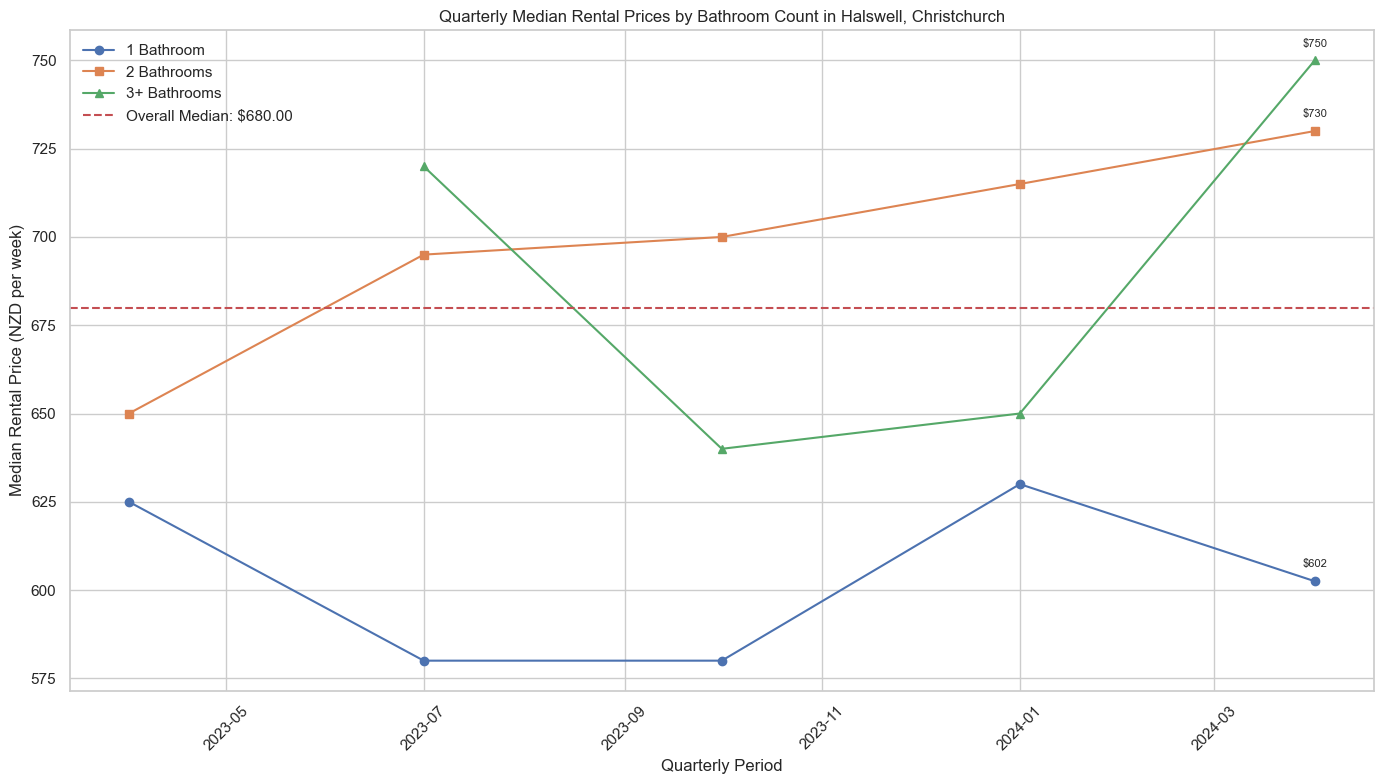 Quarterly Median Rental Prices by Bathroom Count in Halswell, Christchurch
1 Bathroom
2 Bathrooms
3+ Bathrooms
Overall Median: $680.00
$750
$730
$602
Median Rental Price (NZD per week)
750
725
700
675
650
625
600
575
2023-05
2023-07
2023-09
2023-11
2024-01
2024-03
Quarterly Period